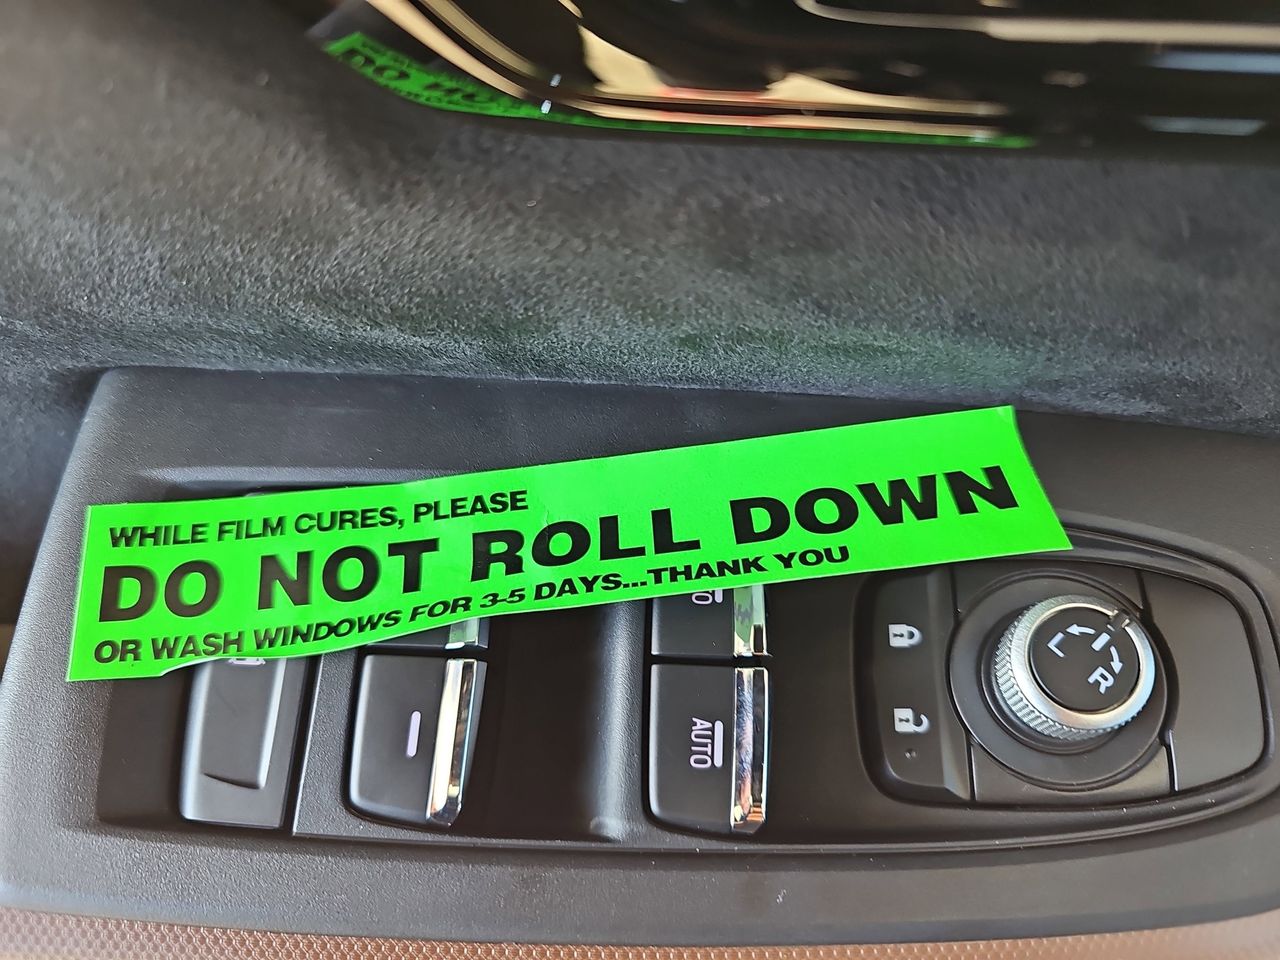 WHILE FILM CURES, PLEASE
DO NOT ROLL DOWN
OR WASH WINDOWS FOR 3-5 DAYS...THANK YOU
AUTO
L
R